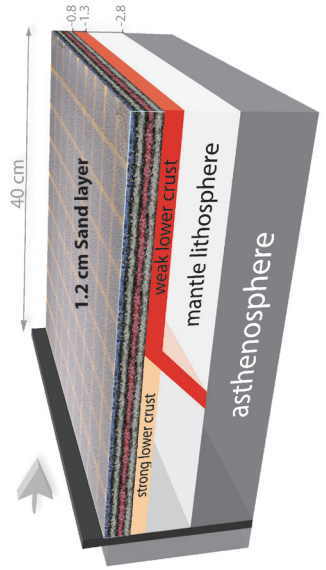 -0.8
-1.3
-2.8
40 cm
1.2 cm Sand layer
weak lower crust
mantle lithosphere
strong lower crust
asthenosphere